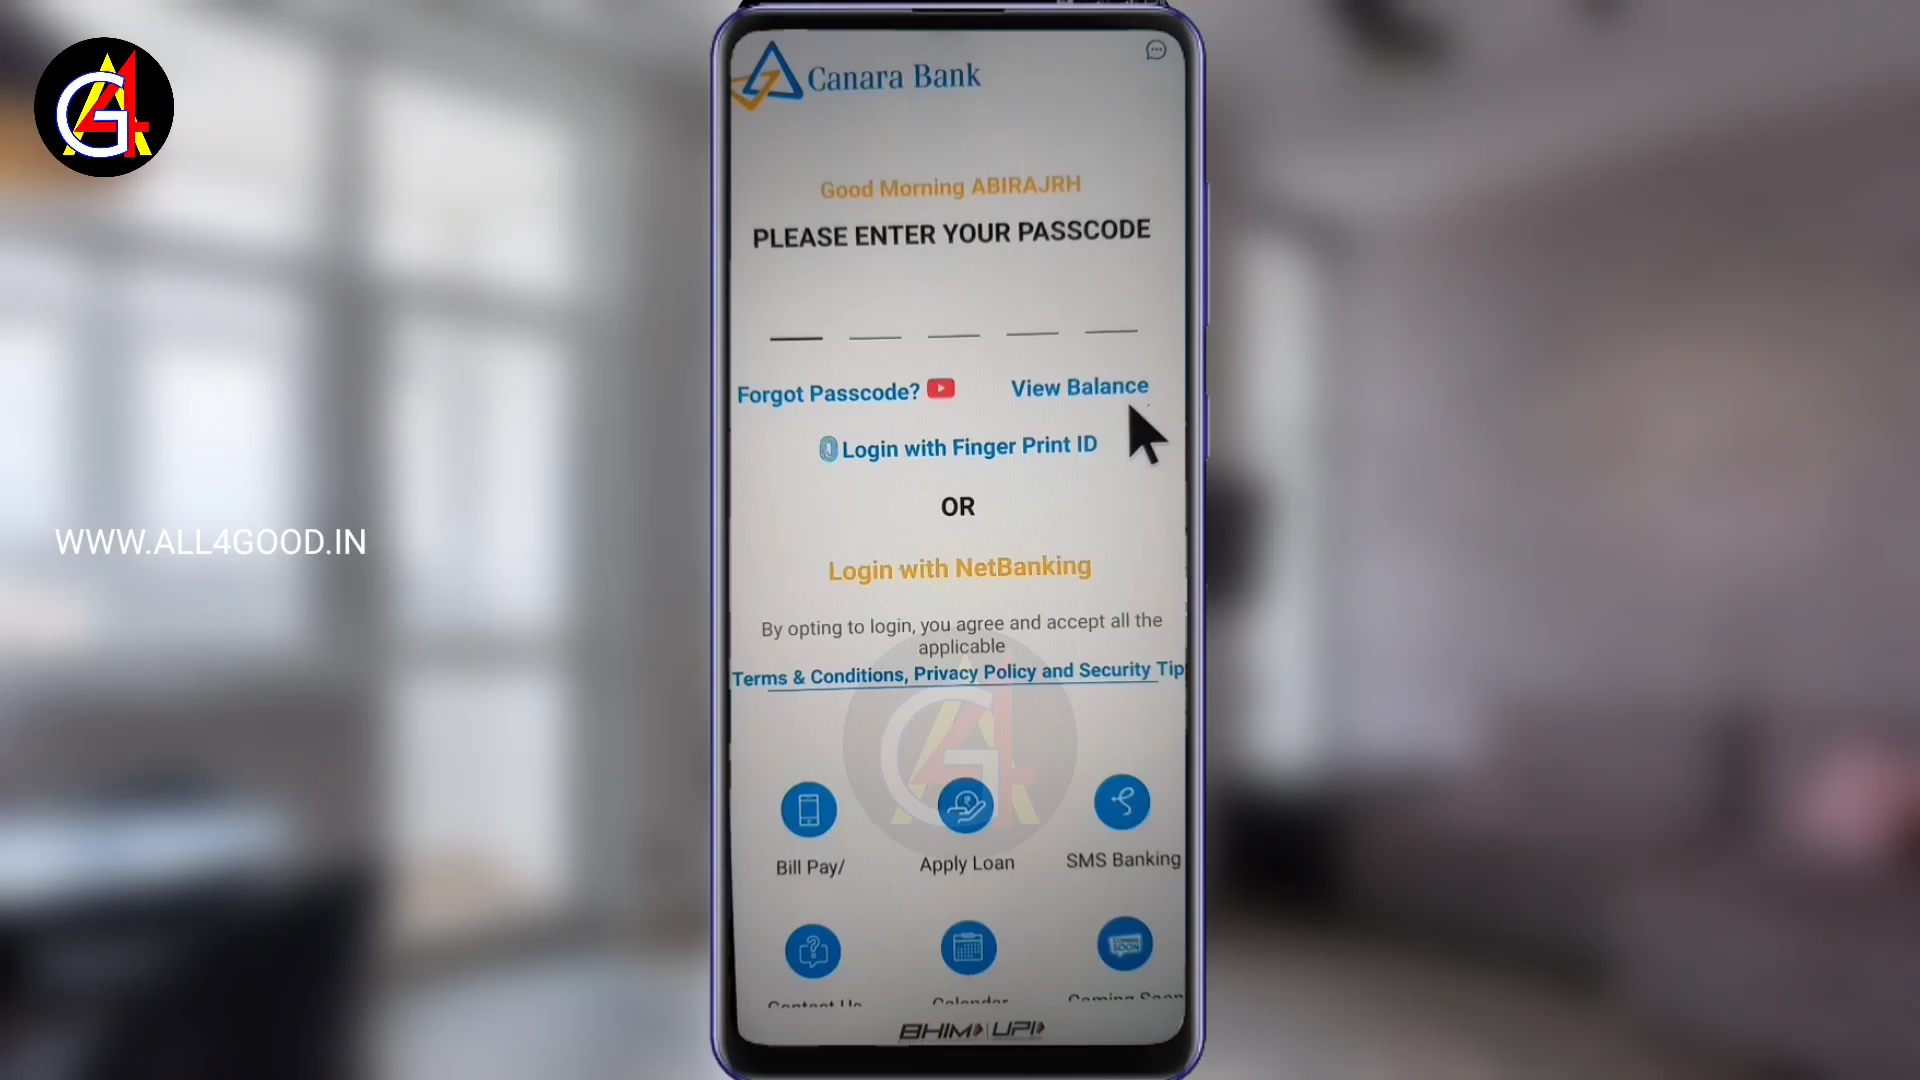 Canara Bank
Good Morning ABIRAJRH
PLEASE ENTER YOUR PASSCODE
Forgot Passcode?
View Balance
Login with Finger Print ID
OR
Login with NetBanking
WWW.ALL4GOOD.IN
By opting to login, you agree and accept all the
applicable
Terms & Conditions, Privacy Policy and Security Tip
Bill Pay/
Apply Loan
SMS Banking
COMING SOON
Contact Us
Calendar
Coming Soon
BHIM UPI